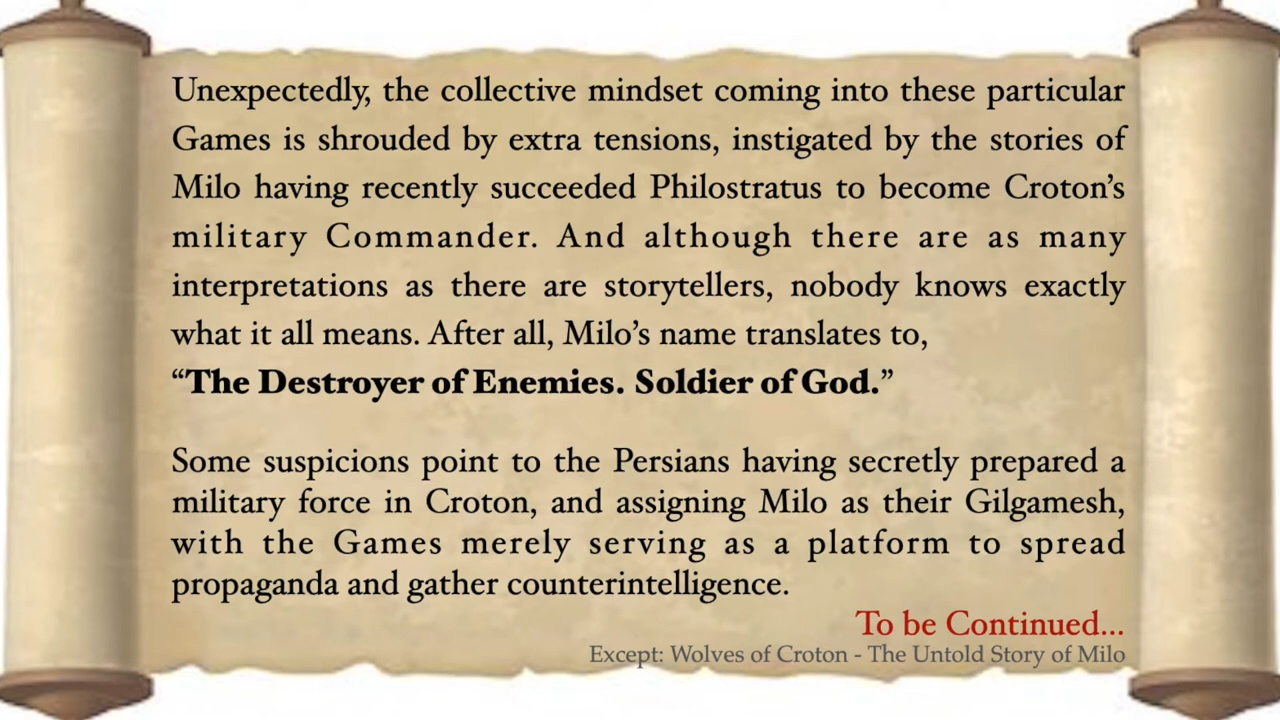 Unexpectedly, the collective mindset coming into these particular
Games is shrouded by extra tensions, instigated by the stories of
Milo having recently succeeded Philostratus to become Croton’s
military Commander. And although there are as many
interpretations as there are storytellers, nobody knows exactly
what it all means. After all, Milo’s name translates to,
“The Destroyer of Enemies. Soldier of God.”
Some suspicions point to the Persians having secretly prepared a
military force in Croton, and assigning Milo as their Gilgamesh,
with the Games merely serving as a platform to spread
propaganda and gather counterintelligence.
To be Continued...
Except: Wolves of Croton - The Untold Story of Milo